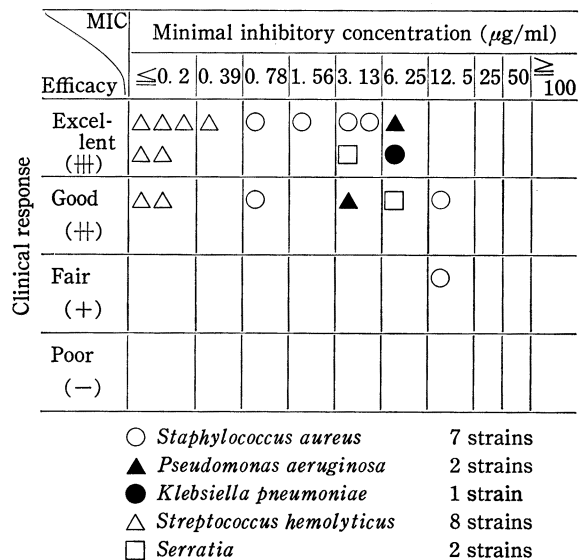 MIC
Minimal inhibitory concentration (μg/ml)
Efficacy
≦0. 2 0. 39 0. 78 1. 56 3. 13 6. 25 12. 5 25 50 ≧100
Clinical response
Excel-
lent
(卌)
Good
(卄)
Fair
(+)
Poor
(−)
○ Staphylococcus aureus 7 strains
▲ Pseudomonas aeruginosa 2 strains
● Klebsiella pneumoniae 1 strain
△ Streptococcus hemolyticus 8 strains
□ Serratia 2 strains